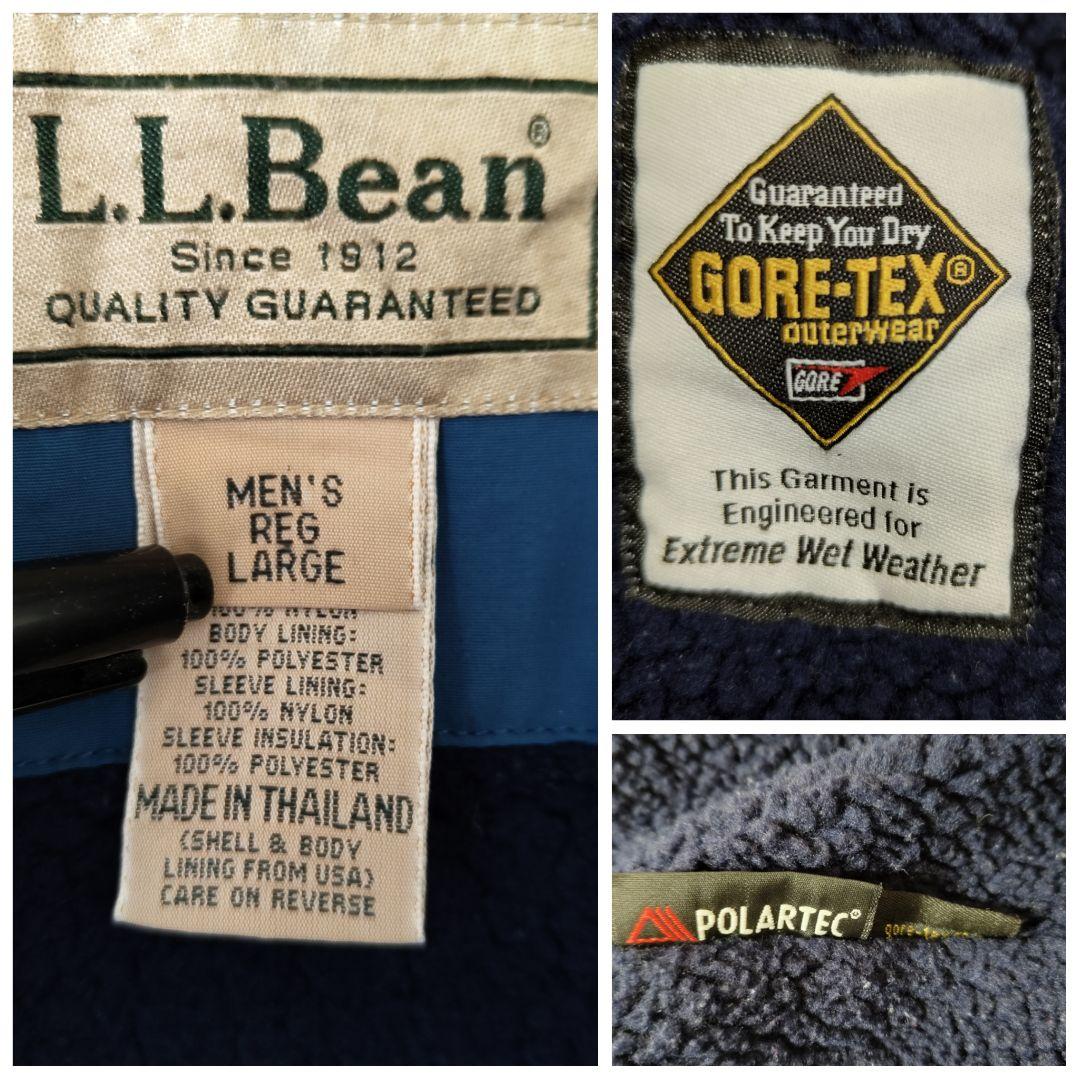 L.L.Bean®
Since 1912
QUALITY GUARANTEED
MEN'S
REG
LARGE
100% NYLON
BODY LINING:
100% POLYESTER
SLEEVE LINING:
100% NYLON
SLEEVE INSULATION:
100% POLYESTER
MADE IN THAILAND
(SHELL & BODY
LINING FROM USA)
CARE ON REVERSE
Guaranteed
To Keep You Dry
GORE-TEX®
outerwear
GORE
This Garment is
Engineered for
Extreme Wet Weather
POLARTEC®